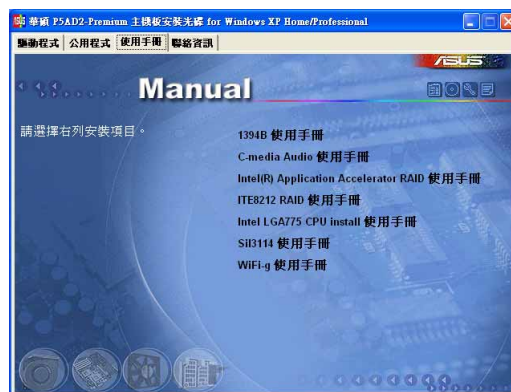 華碩 P5AD2-Premium 主機板安裝光碟 for Windows XP Home/Professional
驅動程式 公用程式 使用手冊 聯絡資訊
ASUS
Manual
請選擇右列安裝項目。
1394B 使用手冊
C-media Audio 使用手冊
Intel(R) Application Accelerator RAID 使用手冊
ITE8212 RAID 使用手冊
Intel LGA775 CPU install 使用手冊
Sil3114 使用手冊
WiFi-g 使用手冊